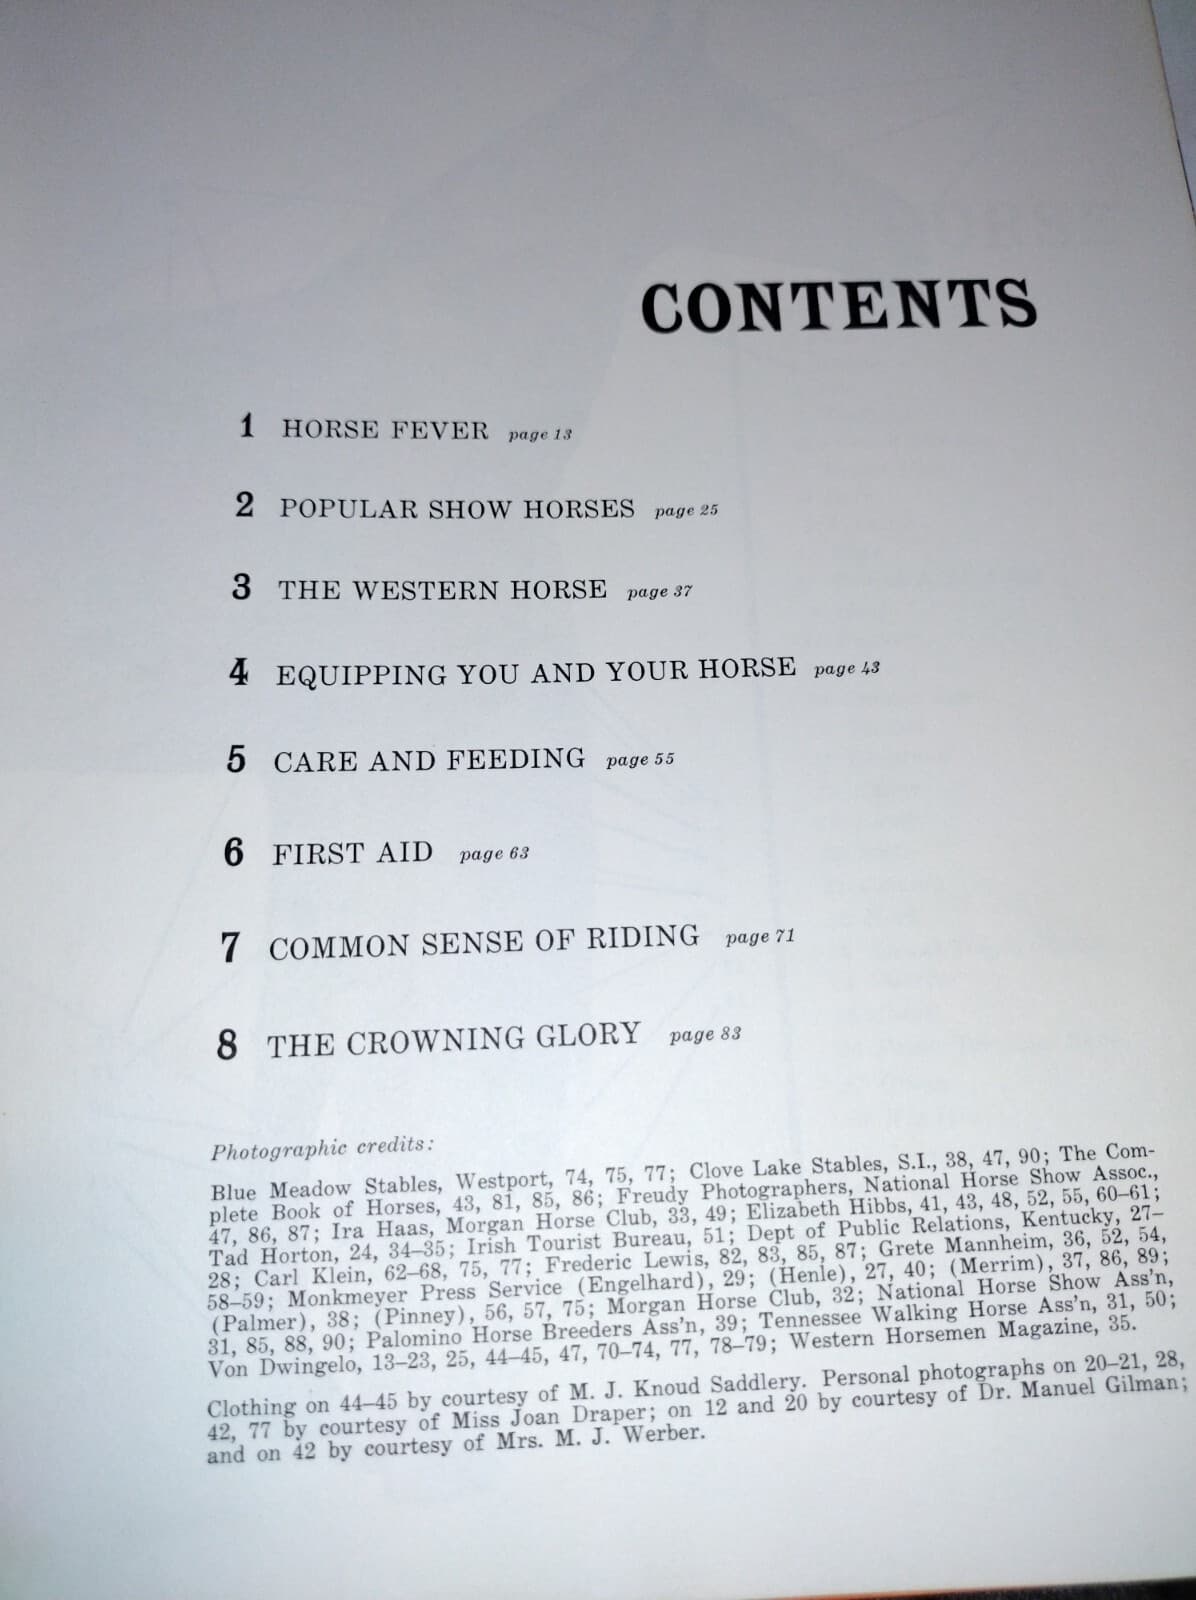 CONTENTS
1 HORSE FEVER page 13
2 POPULAR SHOW HORSES page 25
3 THE WESTERN HORSE page 37
4 EQUIPPING YOU AND YOUR HORSE page 43
5 CARE AND FEEDING page 55
6 FIRST AID page 63
7 COMMON SENSE OF RIDING page 71
8 THE CROWNING GLORY page 83
Photographic credits:
Blue Meadow Stables, Westport, 74, 75, 77; Clove Lake Stables, S.I., 38, 47, 90; The Com-
plete Book of Horses, 43, 81, 85, 86; Freudy Photographers, National Horse Show Assoc.,
47, 86, 87; Ira Haas, Morgan Horse Club, 33, 49; Elizabeth Hibbs, 41, 43, 48, 52, 55, 60–61;
Tad Horton, 24, 34–35; Irish Tourist Bureau, 51; Dept of Public Relations, Kentucky, 27–
28; Carl Klein, 62–68, 75, 77; Frederic Lewis, 82, 83, 85, 87; Grete Mannheim, 36, 52, 54,
58–59; Monkmeyer Press Service (Engelhard), 29; (Henle), 27, 40; (Merrim), 37, 86, 89;
(Palmer), 38; (Pinney), 56, 57, 75; Morgan Horse Club, 32; National Horse Show Ass'n,
31, 85, 88, 90; Palomino Horse Breeders Ass'n, 39; Tennessee Walking Horse Ass'n, 31, 50;
Von Dwingelo, 13–23, 25, 44–45, 47, 70–74, 77, 78–79; Western Horsemen Magazine, 35.
Clothing on 44–45 by courtesy of M. J. Knoud Saddlery. Personal photographs on 20–21, 28,
42, 77 by courtesy of Miss Joan Draper; on 12 and 20 by courtesy of Dr. Manuel Gilman;
and on 42 by courtesy of Mrs. M. J. Werber.